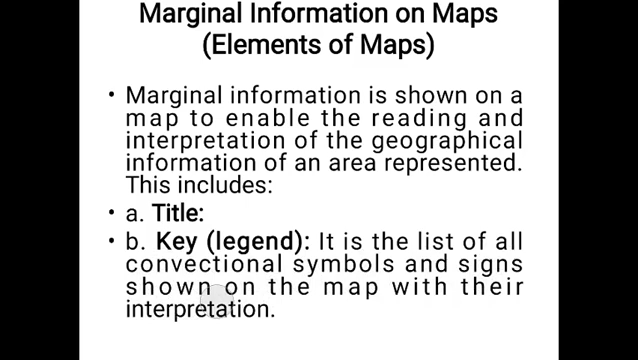 Marginal Information on Maps
(Elements of Maps)
• Marginal information is shown on a
map to enable the reading and
interpretation of the geographical
information of an area represented.
This includes:
• a. Title:
• b. Key (legend): It is the list of all
convectional symbols and signs
shown on the map with their
interpretation.